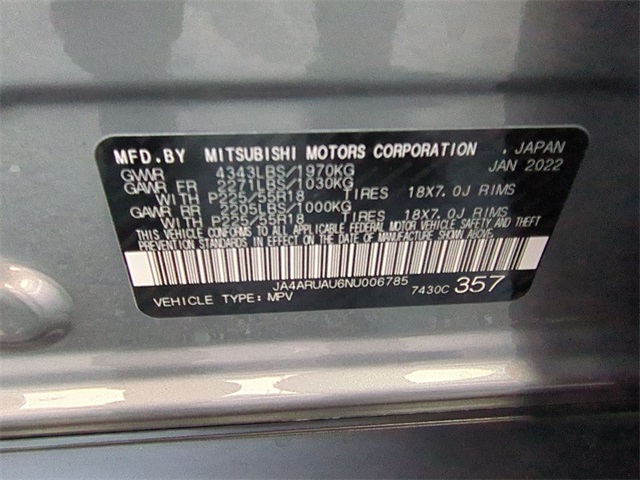 MFD.BY MITSUBISHI MOTORS CORPORATION , JAPAN
GVWR 4343LBS/1970KG JAN 2022
GAWR FR 2271LBS/1030KG
WITH P225/55R18 TIRES 18X7.0J RIMS
GAWR RR 2205LBS/1000KG
WITH P225/55R18 TIRES 18X7.0J RIMS
THIS VEHICLE CONFORMS TO ALL APPLICABLE FEDERAL MOTOR VEHICLE SAFETY AND THEFT
PREVENTION STANDARDS IN EFFECT ON THE DATE OF MANUFACTURE SHOWN ABOVE.
JA4ARUAU6NU006785
VEHICLE TYPE: MPV 7430C 357